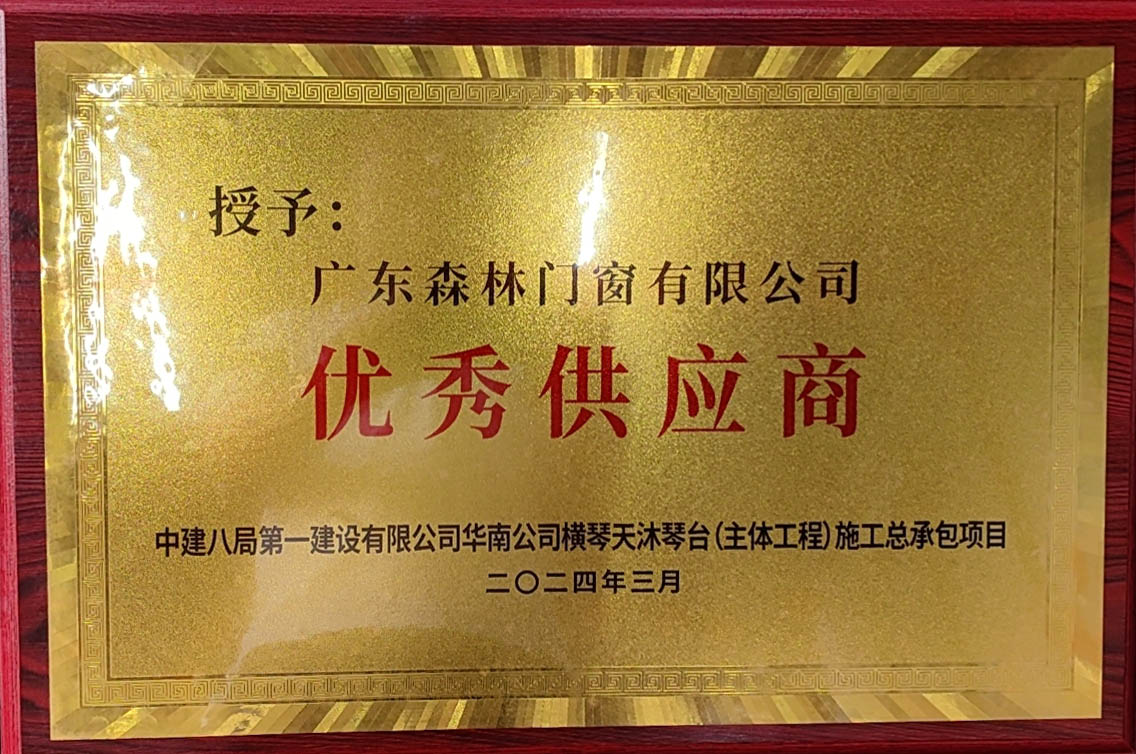 授予：
广东森林门窗有限公司
优秀供应商
中建八局第一建设有限公司华南公司横琴天沐琴台（主体工程）施工总承包项目
二〇二四年三月